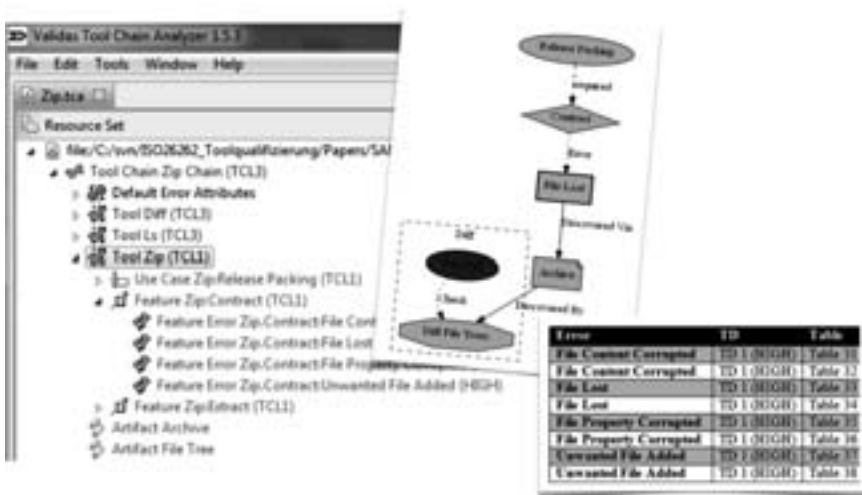 Validas Tool Chain Analyzer 1.5.3
File Edit Tools Window Help
Zip.tca
Resource Set
file:/C:/svn/ISO26262_Toolqualifizierung/Papers/SA
Tool Chain Zip Chain (TCL3)
Default Error Attributes
Tool Diff (TCL3)
Tool Ls (TCL3)
Tool Zip (TCL1)
Use Case Zip:Release Packing (TCL1)
Feature Zip:Contract (TCL1)
Feature Error Zip.Contract:File Cont
Feature Error Zip.Contract:File Lost
Feature Error Zip.Contract:File Property
Feature Error Zip.Contract:Unwanted File Added (HIGH)
Feature Zip:Extract (TCL1)
Artifact Archive
Artifact File Tree
Release Packing
required
Contract
Error
File Lost
Discovered Via
Archive
Discovered By
Diff
Check
Diff File Trees
Error TD Table
File Content Corrupted TD 1 (HIGH) Table 30
File Content Corrupted TD 1 (HIGH) Table 32
File Lost TD 1 (HIGH) Table 33
File Lost TD 1 (HIGH) Table 34
File Property Corrupted TD 1 (HIGH) Table 35
File Property Corrupted TD 1 (HIGH) Table 36
Unwanted File Added TD 1 (HIGH) Table 37
Unwanted File Added TD 1 (HIGH) Table 38